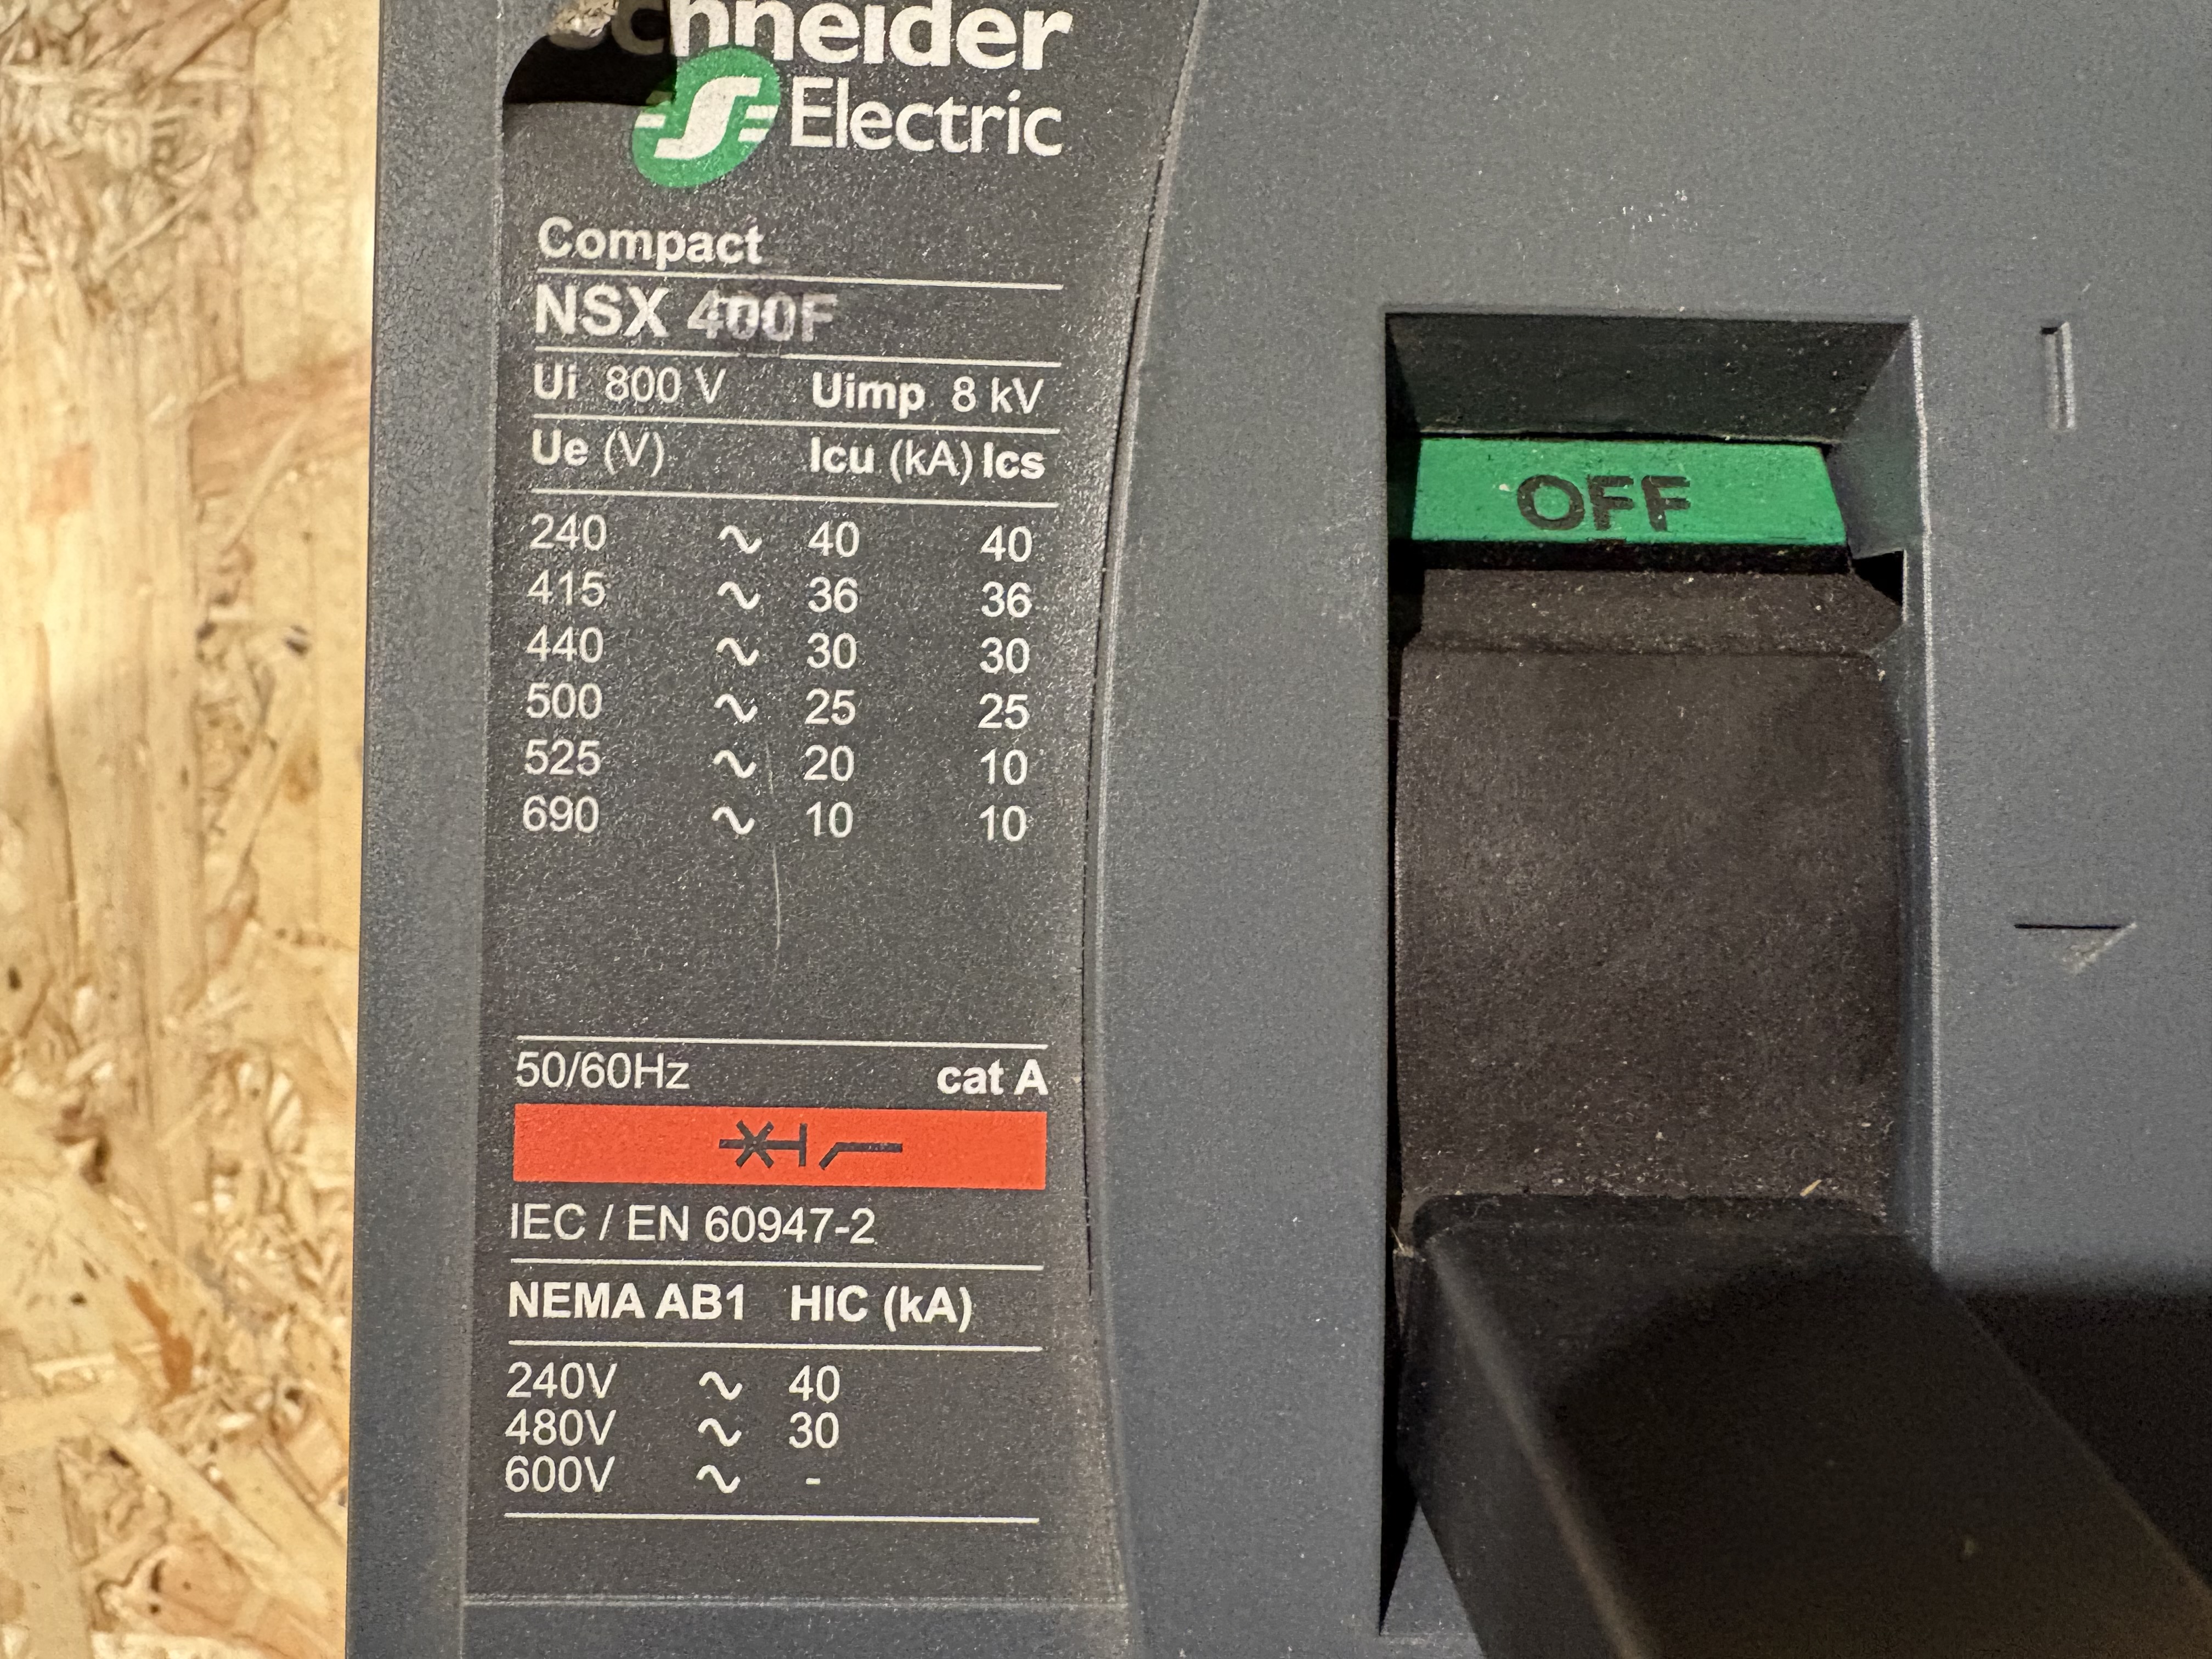 Schneider
Electric
Compact
NSX 400F
Ui 800 V Uimp 8 kV
Ue (V) Icu (kA) Ics
240 ~ 40 40
415 ~ 36 36
440 ~ 30 30
500 ~ 25 25
525 ~ 20 10
690 ~ 10 10
50/60Hz cat A
IEC / EN 60947-2
NEMA AB1 HIC (kA)
240V ~ 40
480V ~ 30
600V ~ -
OFF
I